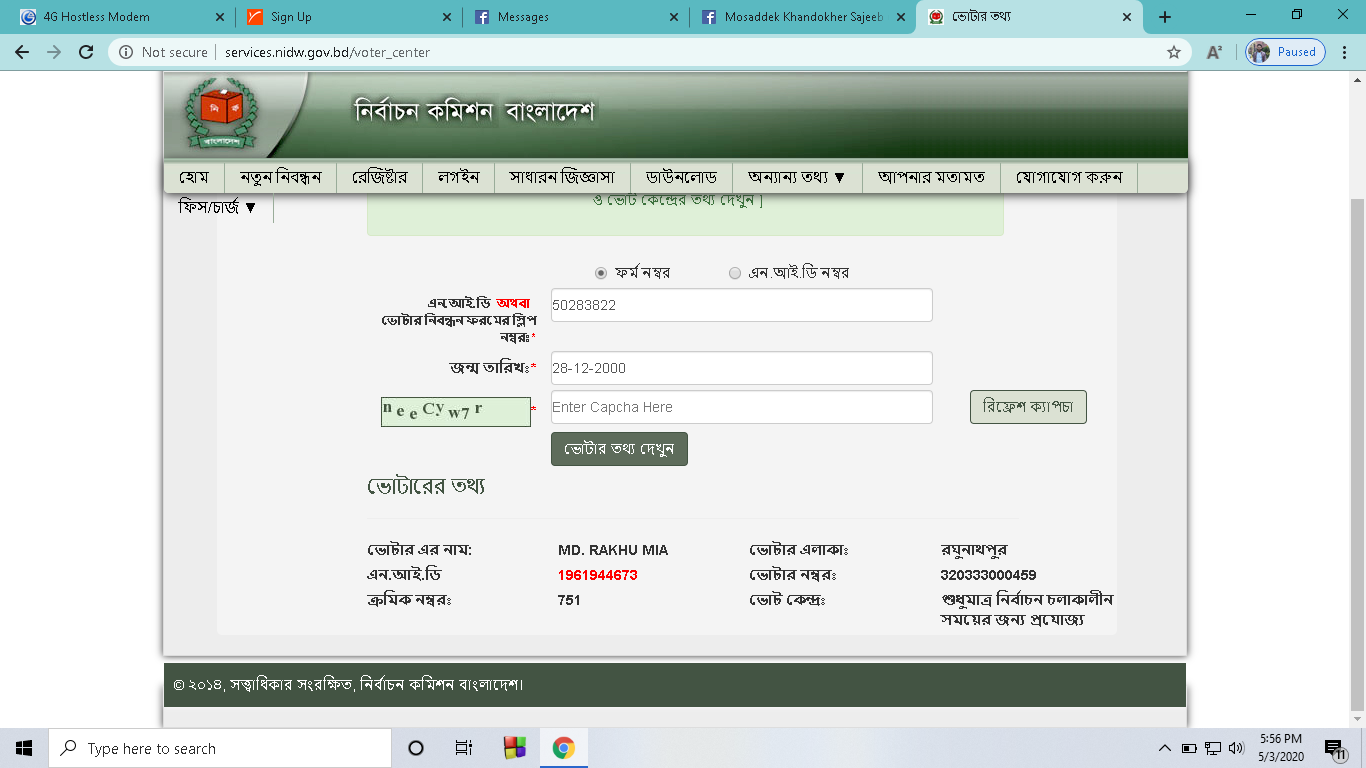 4G Hostless Modem
Sign Up
Messages
Mosaddek Khandokher Sajeeb
ভোটার তথ্য
Not secure
services.nidw.gov.bd/voter_center
Paused
নির্বাচন কমিশন বাংলাদেশ
হোম
নতুন নিবন্ধন
রেজিষ্টার
লগইন
সাধারন জিজ্ঞাসা
ডাউনলোড
অন্যান্য তথ্য ▼
আপনার মতামত
যোগাযোগ করুন
ফিস/চার্জ ▼
ও ভোট কেন্দ্রের তথ্য দেখুন ]
ফর্ম নম্বর
এন.আই.ডি নম্বর
এন.আই.ডি অথবা
ভোটার নিবন্ধন ফরমের স্লিপ
নম্বরঃ*
50283822
জন্ম তারিখঃ*
28-12-2000
neeCyw7r
*
Enter Capcha Here
রিফ্রেশ ক্যাপচা
ভোটার তথ্য দেখুন
ভোটারের তথ্য
ভোটার এর নাম: MD. RAKHU MIA ভোটার এলাকাঃ রঘুনাথপুর
এন.আই.ডি 1961944673 ভোটার নম্বরঃ 320333000459
ক্রমিক নম্বরঃ 751 ভোট কেন্দ্রঃ শুধুমাত্র নির্বাচন চলাকালীন
সময়ের জন্য প্রযোজ্য
© ২০১৪, সত্ত্বাধিকার সংরক্ষিত, নির্বাচন কমিশন বাংলাদেশ।
Type here to search
5:56 PM
5/3/2020
11